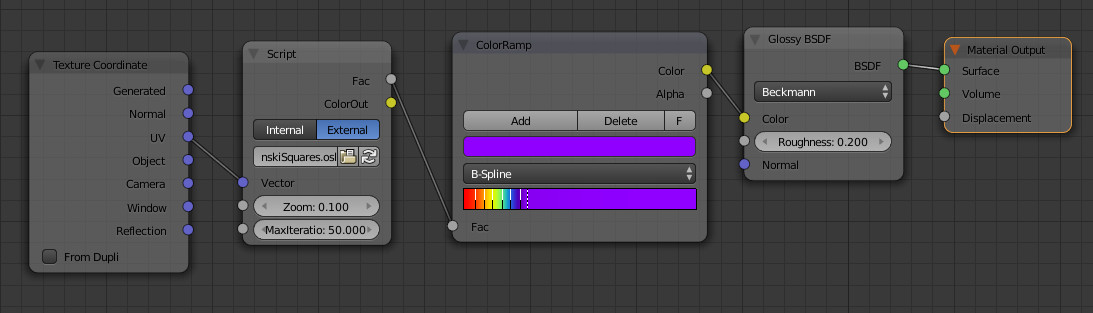 Texture Coordinate
Generated
Normal
UV
Object
Camera
Window
Reflection
From Dupli
Script
Fac
ColorOut
Internal External
nskiSquares.osl
Vector
Zoom: 0.100
MaxIteratio: 50.000
ColorRamp
Color
Alpha
Add Delete F
B-Spline
Fac
Glossy BSDF
BSDF
Beckmann
Color
Roughness: 0.200
Normal
Material Output
Surface
Volume
Displacement